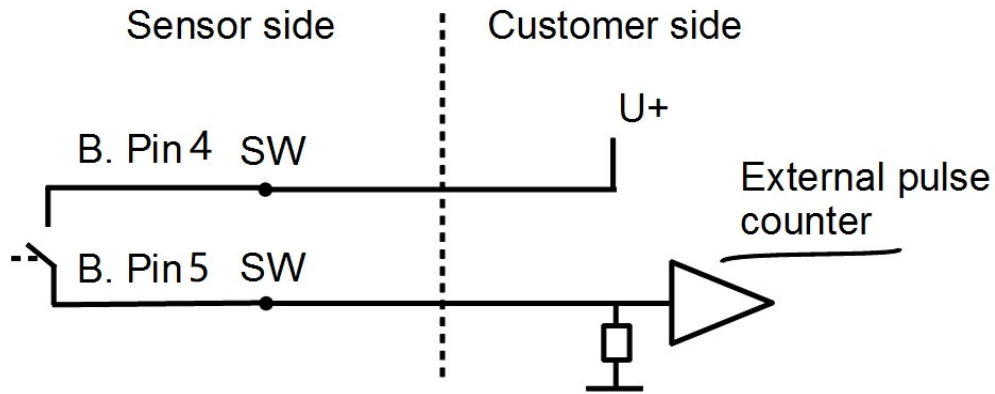 Sensor side
Customer side
U+
B. Pin 4 SW
External pulse
counter
B. Pin 5 SW